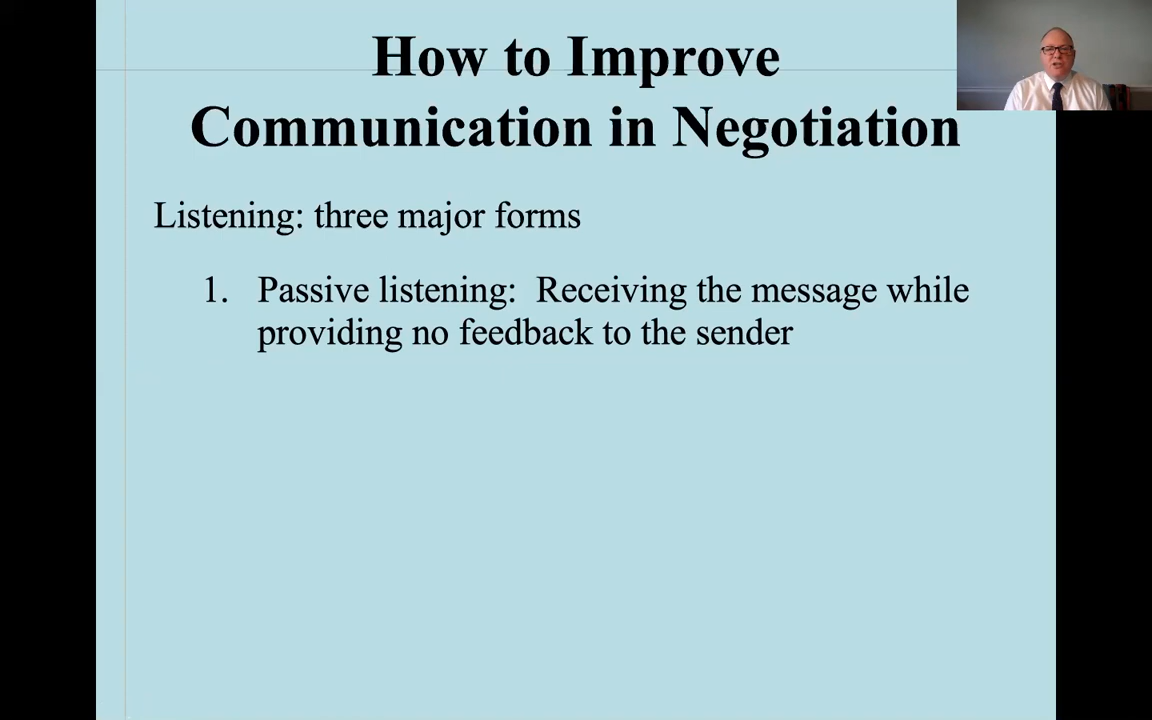 How to Improve
Communication in Negotiation
Listening: three major forms
1. Passive listening: Receiving the message while
providing no feedback to the sender